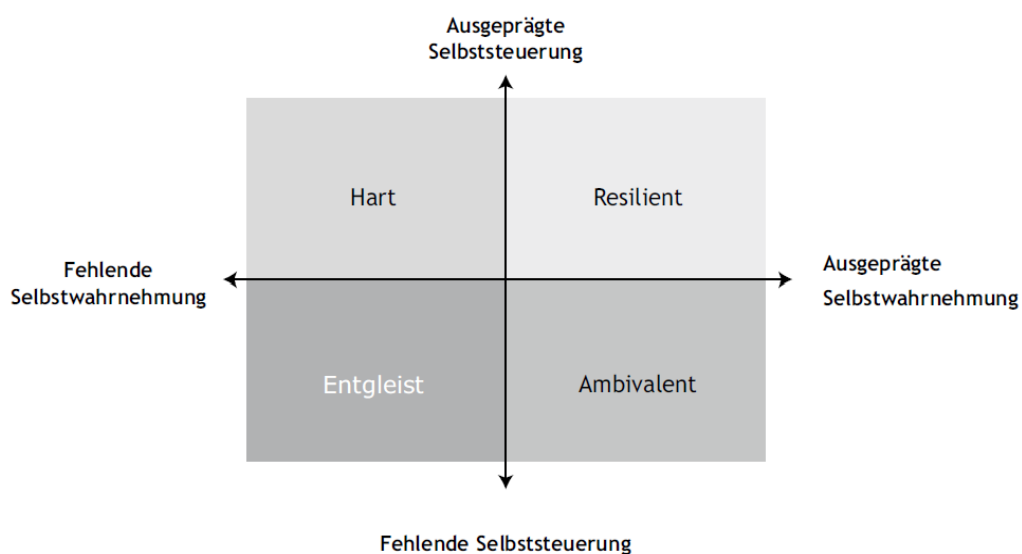 Ausgeprägte
Selbststeuerung
Hart
Resilient
Fehlende
Selbstwahrnehmung
Ausgeprägte
Selbstwahrnehmung
Entgleist
Ambivalent
Fehlende Selbststeuerung